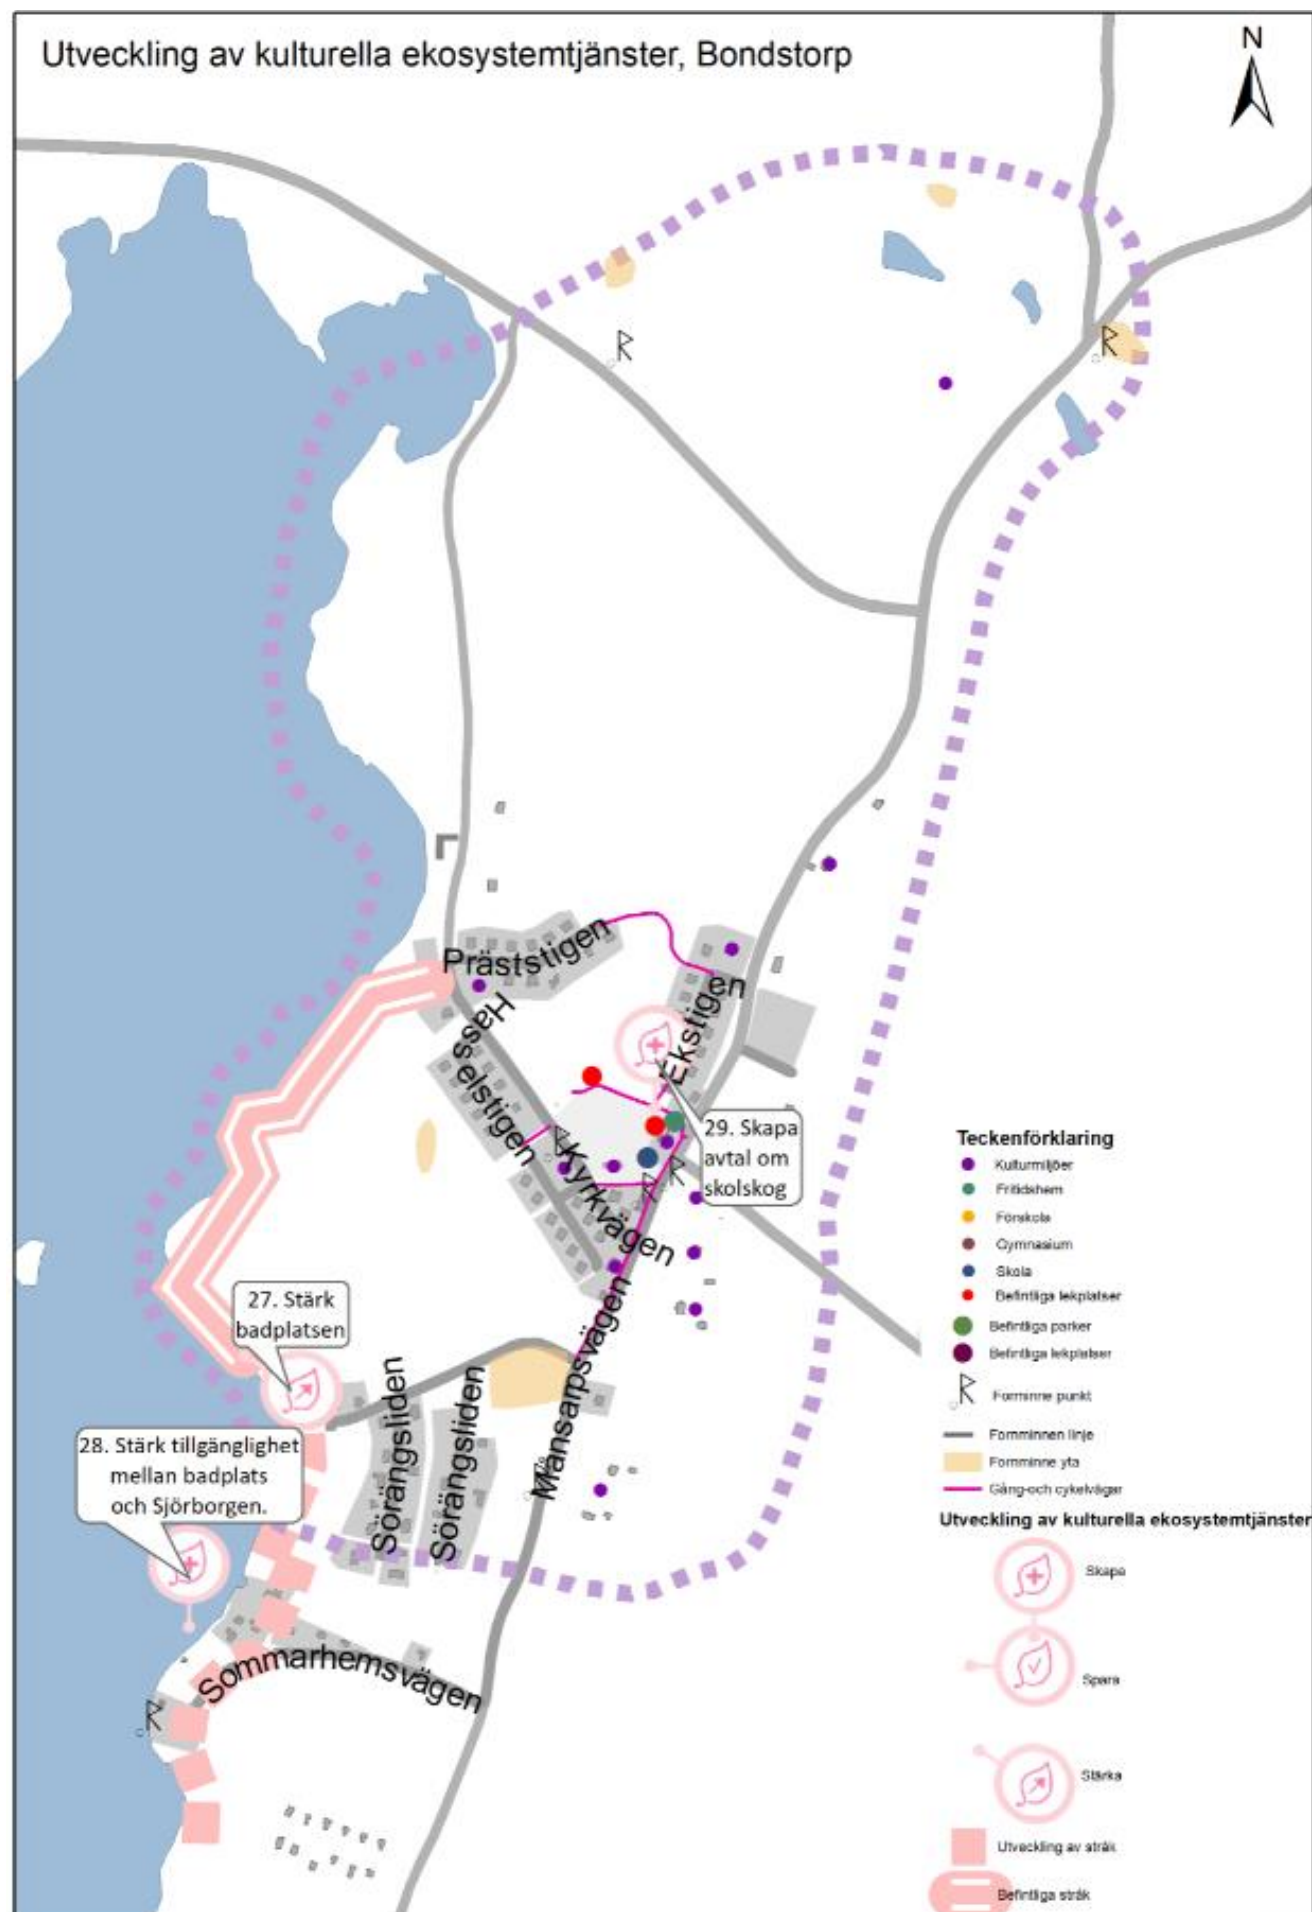 Utveckling av kulturella ekosystemtjänster, Bondstorp
N
Präststigen
Hasselstigen
Ekstigen
29. Skapa
avtal om
skolskog
Kyrkvägen
Månsarpsvägen
27. Stärk
badplatsen
Sörängsliden
Sörängsliden
28. Stärk tillgänglighet
mellan badplats
och Sjörborgen.
Sommarhemsvägen
Teckenförklaring
Kulturmiljöer
Fritidshem
Förskola
Gymnasium
Skola
Befintliga lekplatser
Befintliga parker
Befintliga lekplatser
Fornminne punkt
Fornminnen linje
Fornminne yta
Gång-och cykelvägar
Utveckling av kulturella ekosystemtjänster
Skapa
Spara
Stärka
Utveckling av stråk
Befintliga stråk